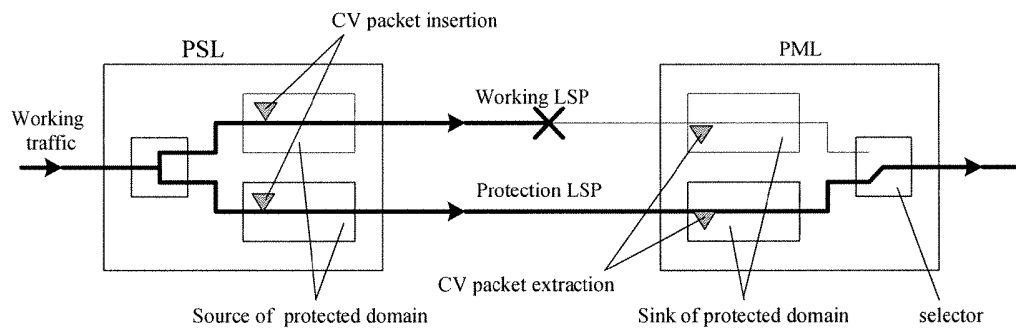 CV packet insertion
PSL
PML
Working LSP
Working
traffic
Protection LSP
CV packet extraction
Source of protected domain
Sink of protected domain
selector